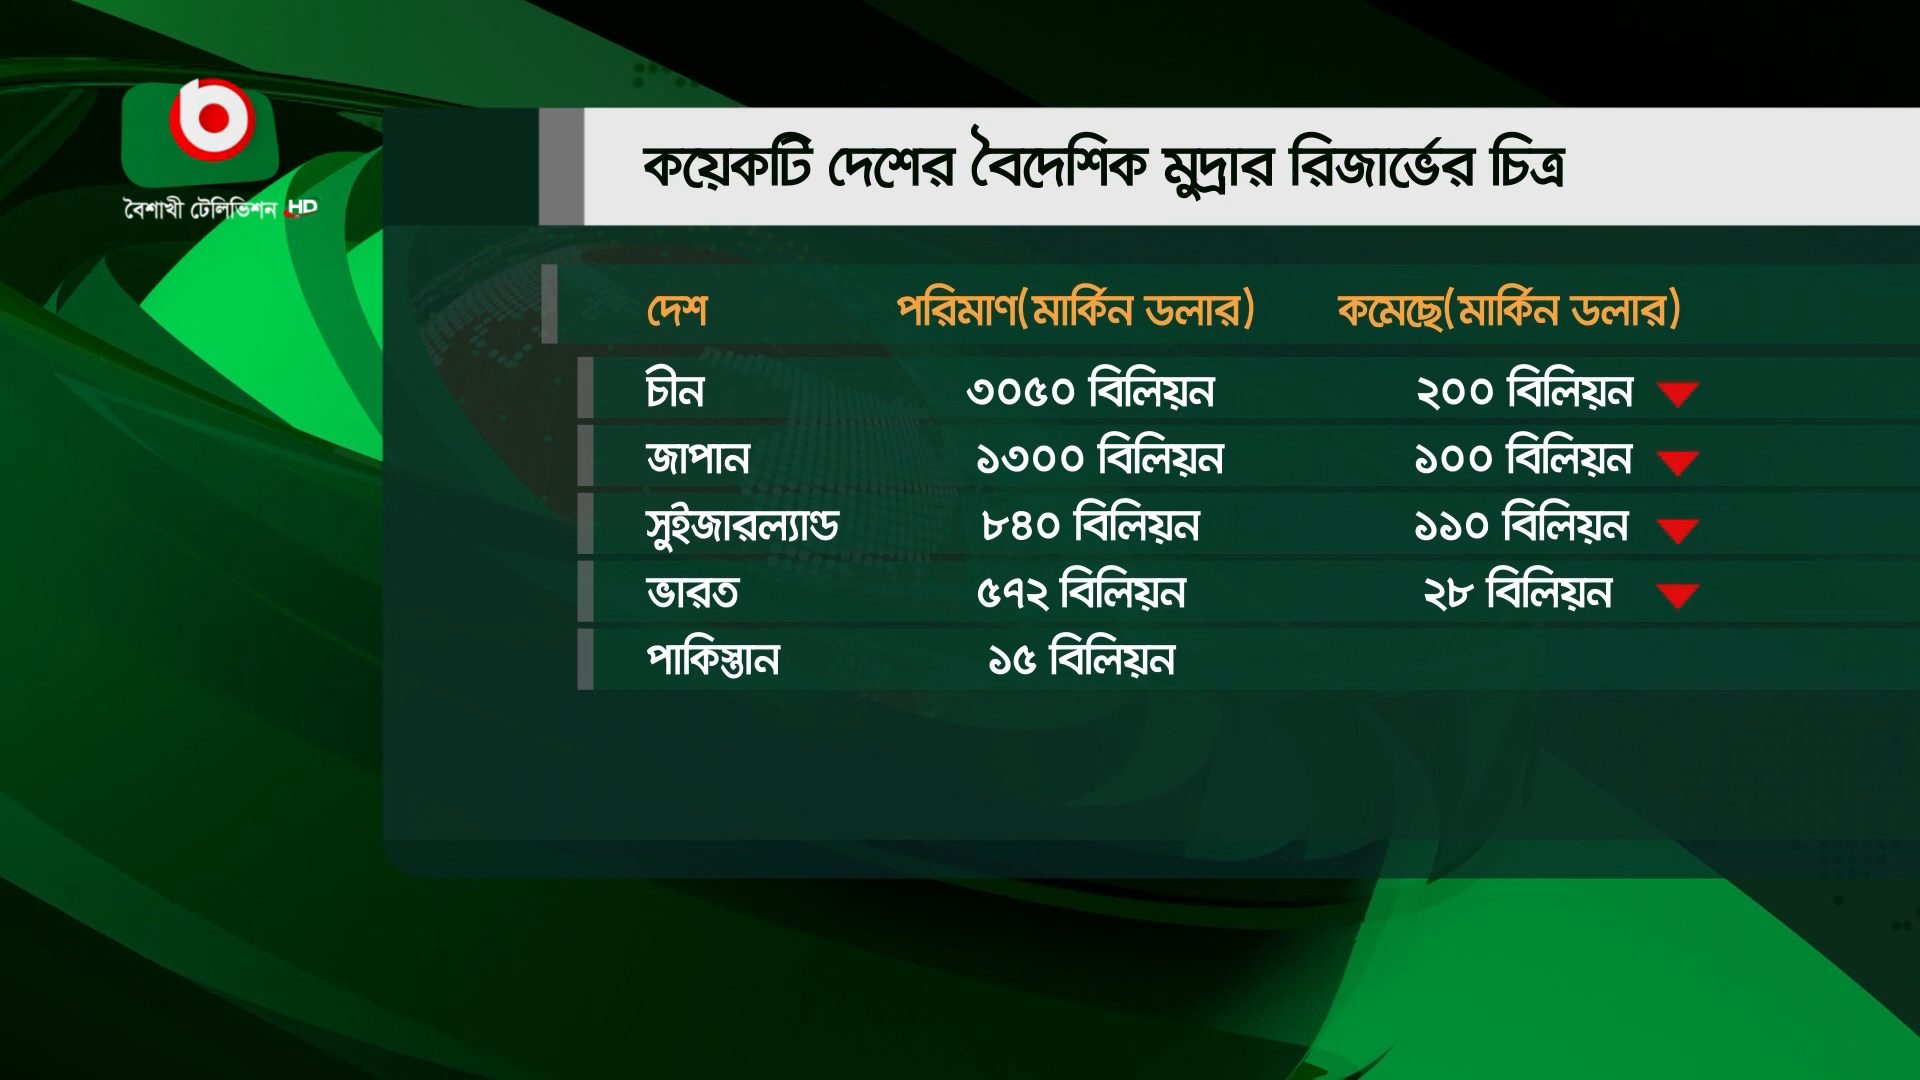 বৈশাখী টেলিভিশন HD
কয়েকটি দেশের বৈদেশিক মুদ্রার রিজার্ভের চিত্র
দেশ পরিমাণ(মার্কিন ডলার) কমেছে(মার্কিন ডলার)
চীন ৩০৫০ বিলিয়ন ২০০ বিলিয়ন
জাপান ১৩০০ বিলিয়ন ১০০ বিলিয়ন
সুইজারল্যাণ্ড ৮৪০ বিলিয়ন ১১০ বিলিয়ন
ভারত ৫৭২ বিলিয়ন ২৮ বিলিয়ন
পাকিস্তান ১৫ বিলিয়ন